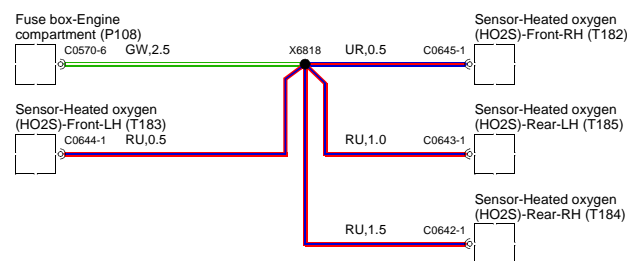 Fuse box-Engine
compartment (P108)
C0570-6 GW,2.5 X6818 UR,0.5 C0645-1
Sensor-Heated oxygen
(HO2S)-Front-RH (T182)
Sensor-Heated oxygen
(HO2S)-Front-LH (T183)
C0644-1 RU,0.5
Sensor-Heated oxygen
(HO2S)-Rear-LH (T185)
RU,1.0 C0643-1
Sensor-Heated oxygen
(HO2S)-Rear-RH (T184)
RU,1.5 C0642-1